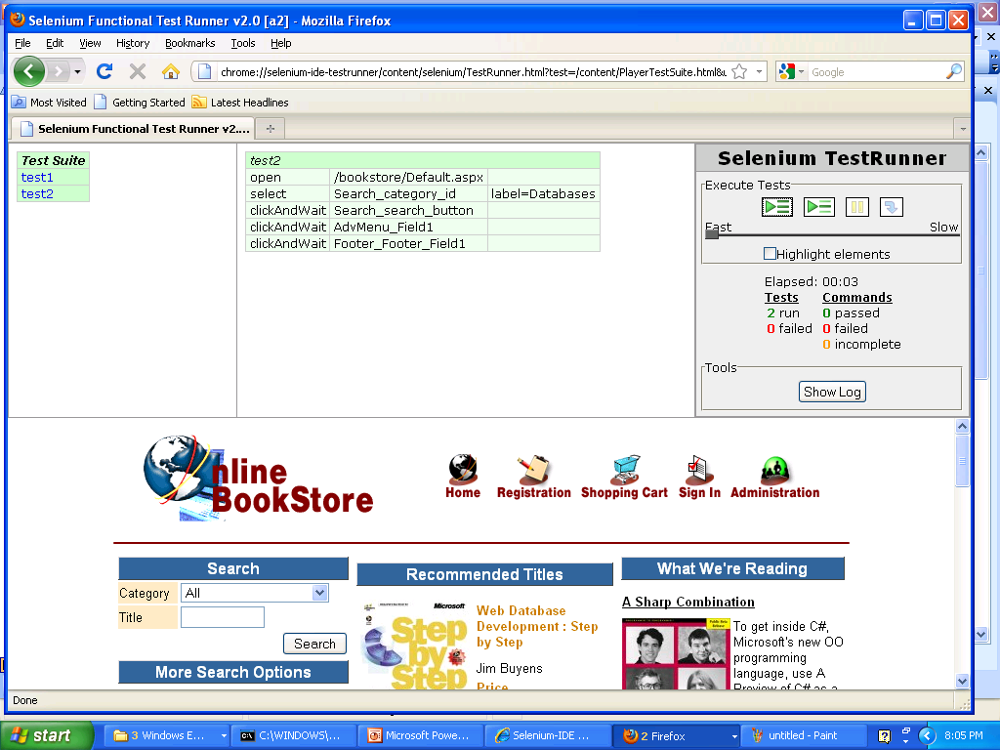 Selenium Functional Test Runner v2.0 [a2] - Mozilla Firefox
File Edit View History Bookmarks Tools Help
chrome://selenium-ide-testrunner/content/selenium/TestRunner.html?test=/content/PlayerTestSuite.html&
Google
Most Visited Getting Started Latest Headlines
Selenium Functional Test Runner v2....
Test Suite
test1
test2
test2
open /bookstore/Default.aspx
select Search_category_id label=Databases
clickAndWait Search_search_button
clickAndWait AdvMenu_Field1
clickAndWait Footer_Footer_Field1
Selenium TestRunner
Execute Tests
Fast Slow
Highlight elements
Elapsed: 00:03
Tests Commands
2 run 0 passed
0 failed 0 failed
0 incomplete
Tools
Show Log
nline
BookStore
Home Registration Shopping Cart Sign In Administration
Search
Category All
Title
Search
More Search Options
Recommended Titles
Microsoft
Step
by Step
Web Database
Development : Step
by Step
Jim Buyens
Price
What We're Reading
A Sharp Combination
To get inside C#,
Microsoft's new OO
programming
language, use A
Preview of C# as a
Done
start 3 Windows E... C:\WINDOWS\... Microsoft Powe... Selenium-IDE ... 2 Firefox untitled - Paint 8:05 PM